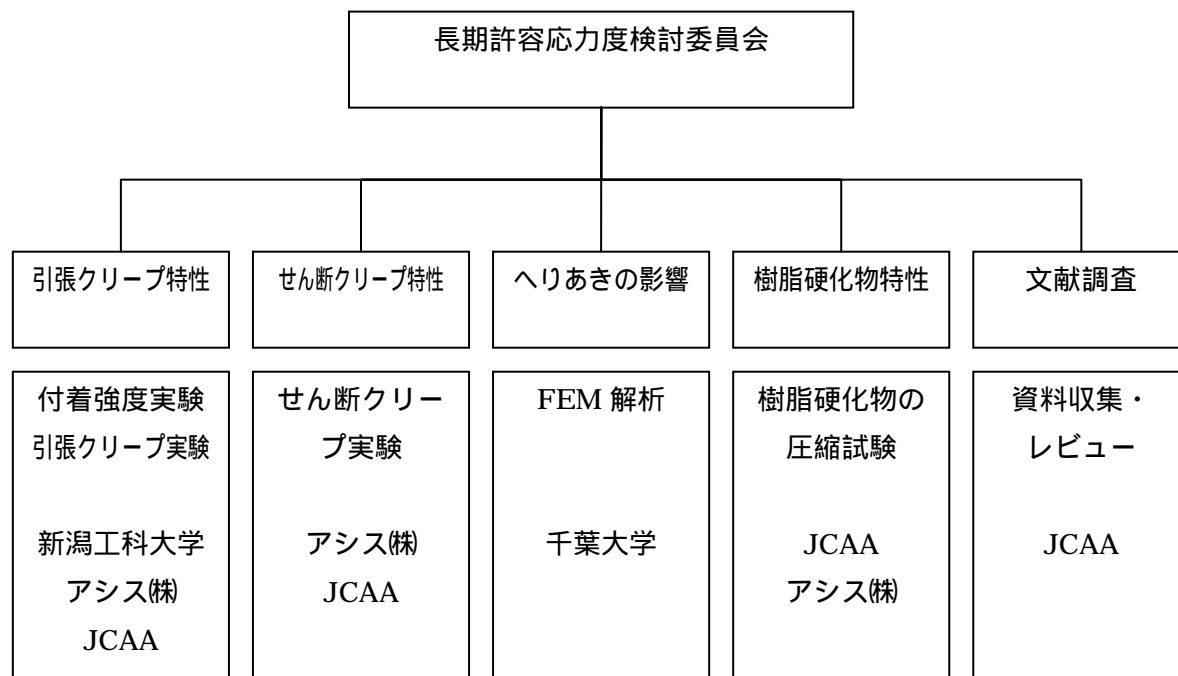 長期許容応力度検討委員会
引張クリープ特性
せん断クリープ特性
へりあきの影響
樹脂硬化物特性
文献調査
付着強度実験
引張クリープ実験
新潟工科大学
アシス㈱
JCAA
せん断クリー
プ実験
アシス㈱
JCAA
FEM 解析
千葉大学
樹脂硬化物の
圧縮試験
JCAA
アシス㈱
資料収集・
レビュー
JCAA